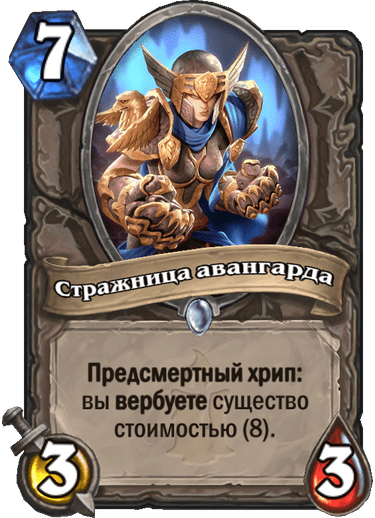 7
Стражница авангарда
Предсмертный хрип:
вы вербуете существо
стоимостью (8).
3
3